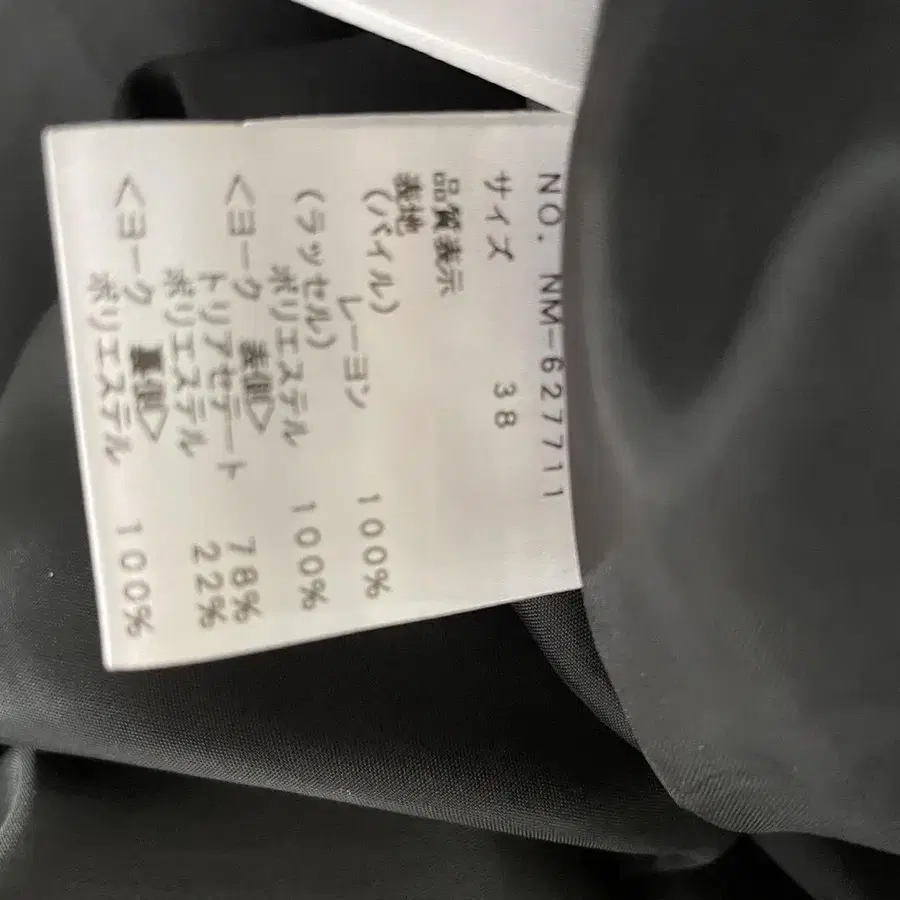 NO. NM-627711
サイズ 38
品質表示
表地
(パイル)
レーヨン 100%
(ラッセル)
ポリエステル 100%
<ヨーク 表側>
トリアセテート 78%
ポリエステル 22%
<ヨーク 裏側>
ポリエステル 100%